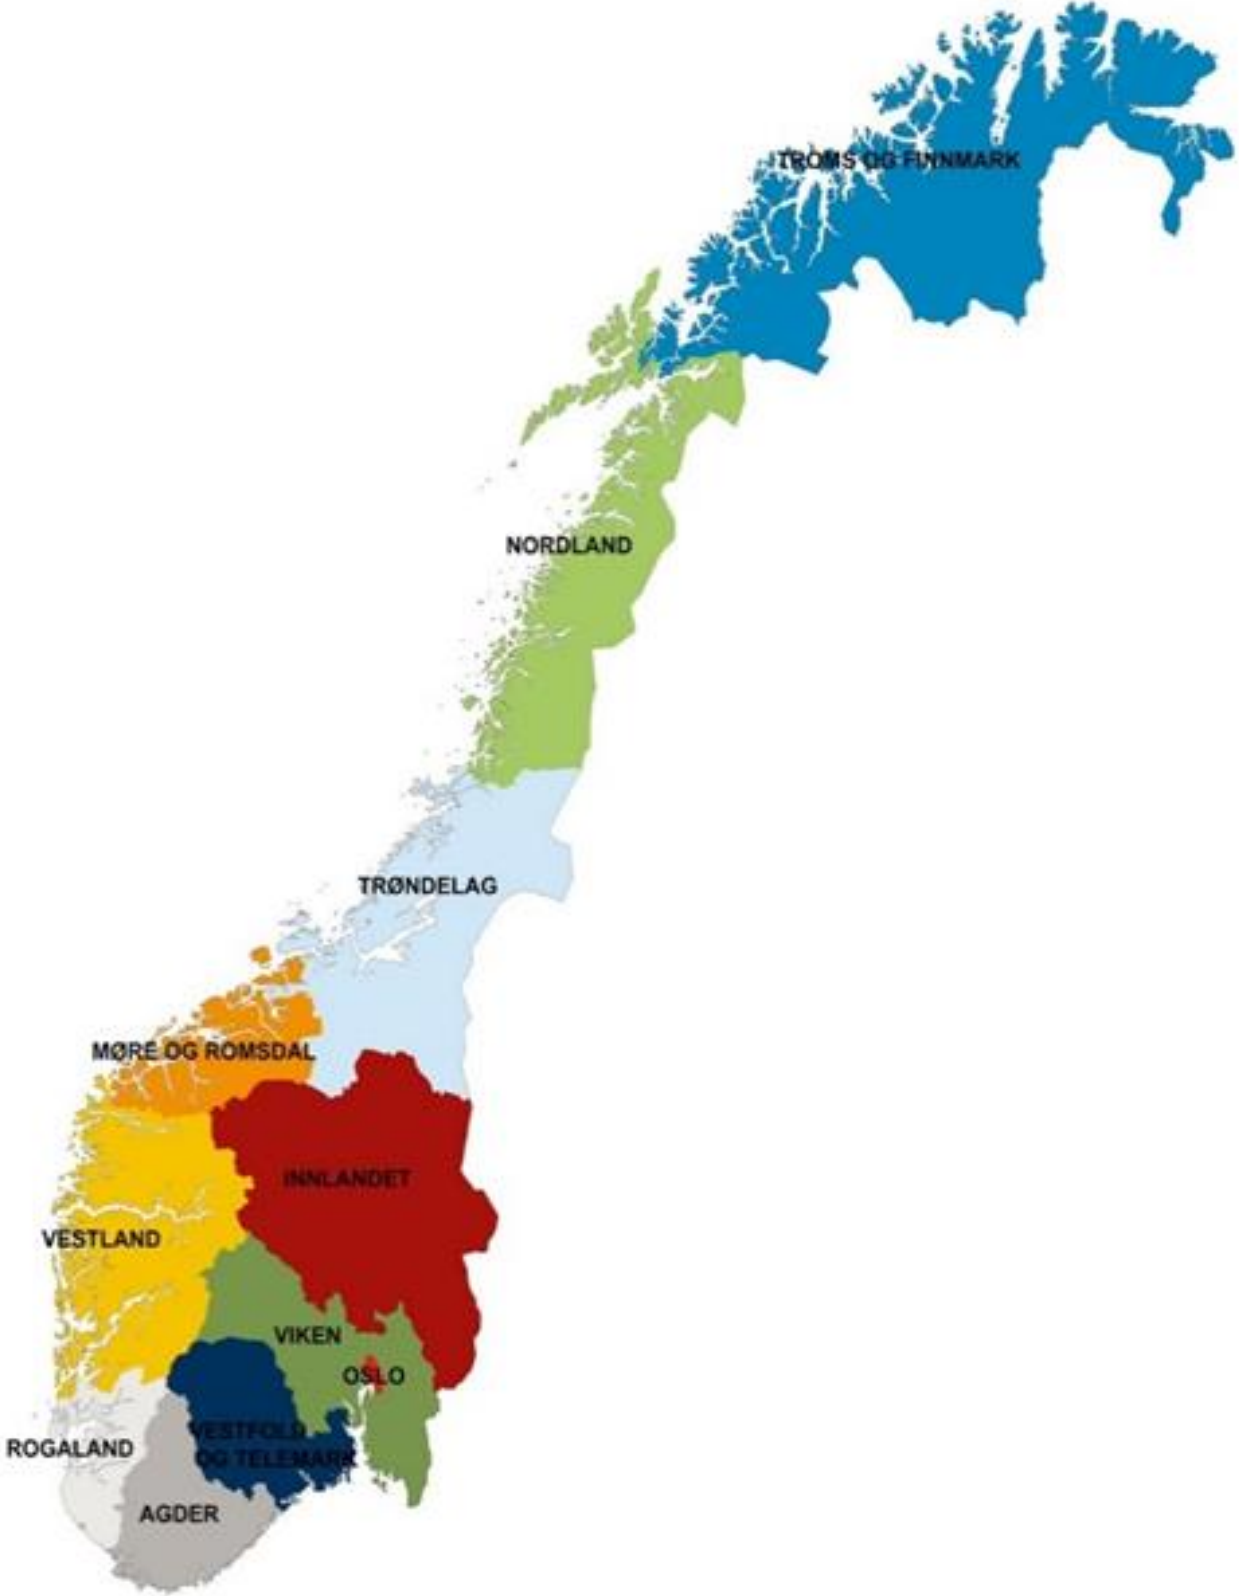 TROMS OG FINNMARK
NORDLAND
TRØNDELAG
MØRE OG ROMSDAL
INNLANDET
VESTLAND
VIKEN
OSLO
VESTFOLD
OG TELEMARK
ROGALAND
AGDER